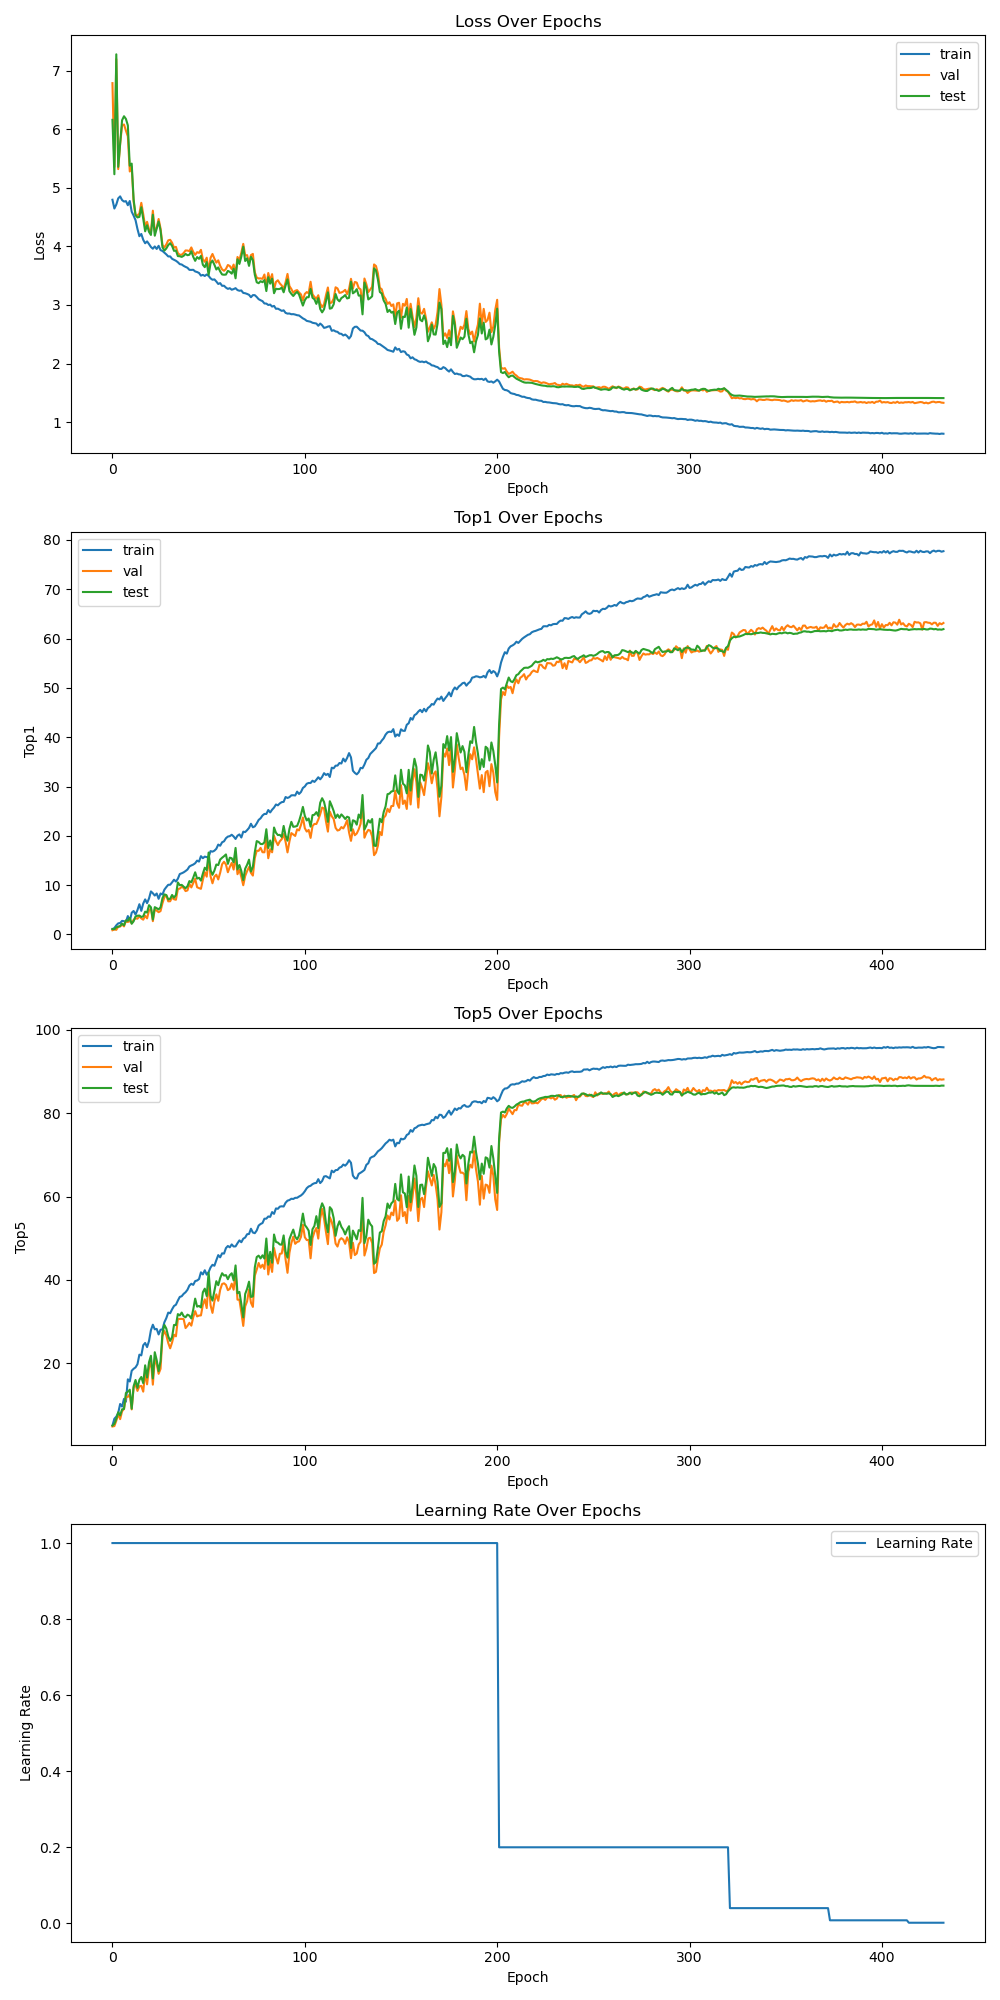 Loss Over Epochs
train
val
test
7
6
5
4
3
2
1
Loss
0
100
200
300
400
Epoch
Top1 Over Epochs
train
val
test
80
70
60
50
40
30
20
10
0
Top1
0
100
200
300
400
Epoch
Top5 Over Epochs
train
val
test
100
80
60
40
20
Top5
0
100
200
300
400
Epoch
Learning Rate Over Epochs
Learning Rate
1.0
0.8
0.6
0.4
0.2
0.0
Learning Rate
0
100
200
300
400
Epoch